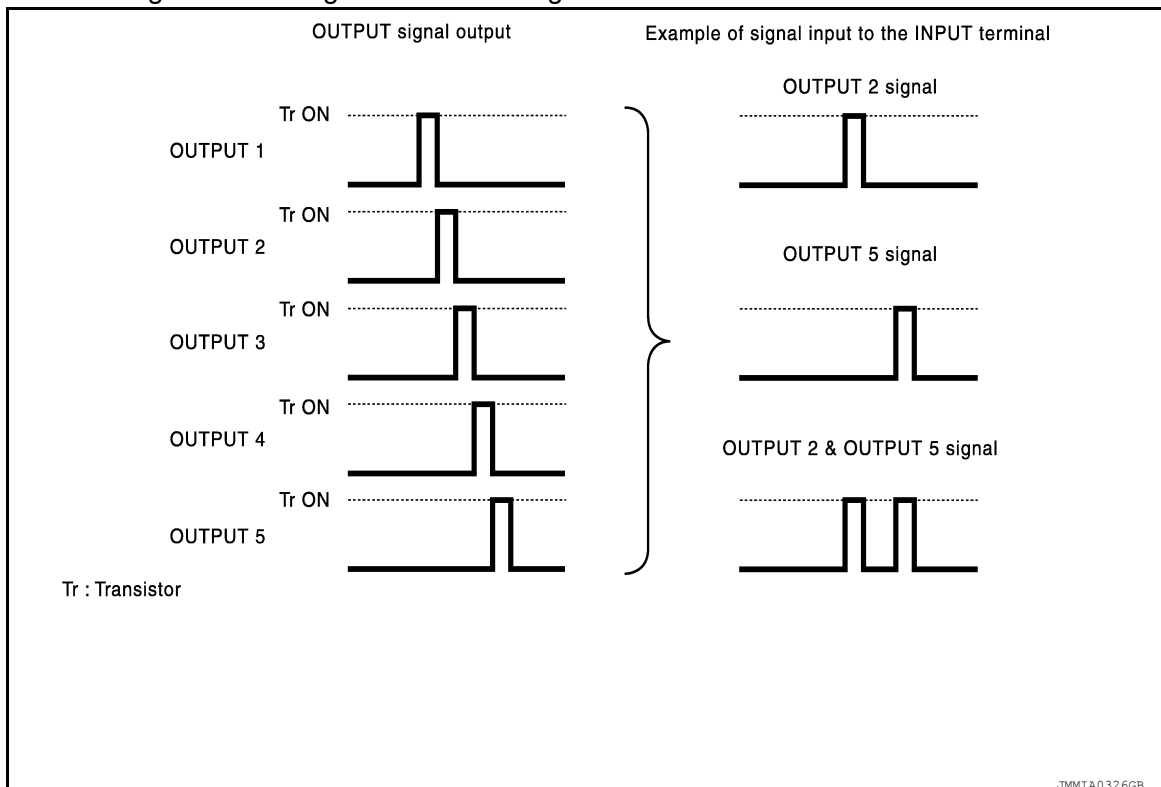 OUTPUT signal output
Example of signal input to the INPUT terminal
OUTPUT 1
Tr ON
OUTPUT 2
Tr ON
OUTPUT 3
Tr ON
OUTPUT 4
Tr ON
OUTPUT 5
Tr ON
OUTPUT 2 signal
OUTPUT 5 signal
OUTPUT 2 & OUTPUT 5 signal
Tr : Transistor
JMMIA0326GB